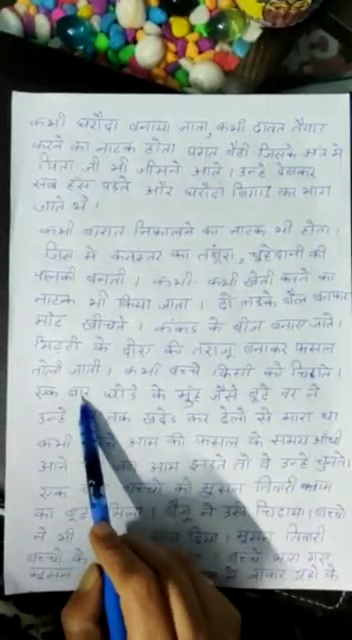 कभी घरौंदा बनाया जाता, कभी दावत तैयार
करने का नाटक होता पंगत बैठी जिसके अंत में
पिता जी भी जीमने आते। उन्हे देखकर
सब हंस पड़ते और घरौंदा बिगाड़ कर भाग
जाते थे।
कभी बारात निकालने का नाटक भी होता।
जिस में कनस्तर का तंबूरा, चूहेदानी की
पालकी बनती। कभी-कभी खेती करने का
नाटक भी किया जाता। दो लड़के बैल बनकर
मोट खींचते। कंकड के बीज बनाए जाते।
मिट्टी के दीए की तराजू बनाकर फसल
तोली जाती। कभी बच्चे किसी को चिढ़ाते।
एक बार घोडे के मुंह जैसे बूढे वर ने
उन्हे तक खदेड कर ढेलो से मारा था
कभी आम की फसल के समय आँधी
आने आम झड़ते तो वे उन्हे चुनते।
एक बच्चो को मूसन तिवारी नाम
का मिला। बैजू ने उसे चिढाया। बच्चो
ने भी दिया। मूसन तिवारी
बच्चो के बच्चे भाग गए
मूसन में जाकर के